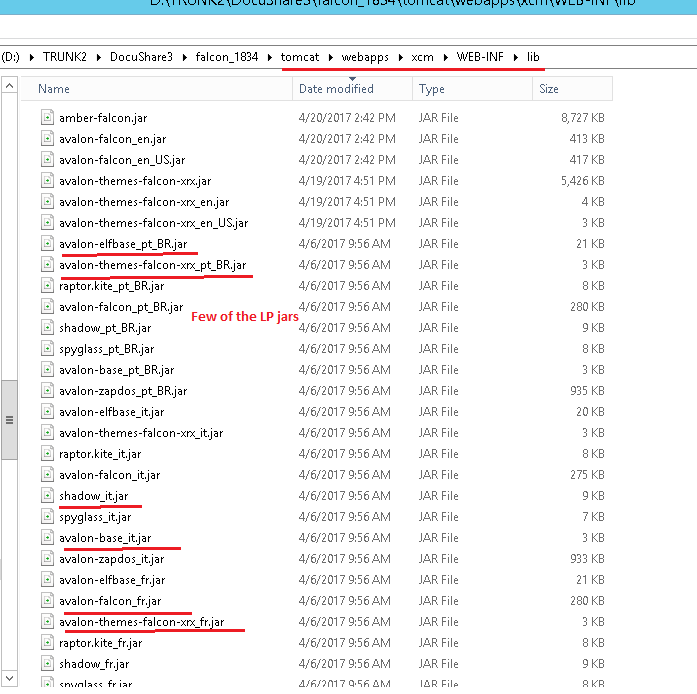 D:\TRUNK2\DocuShare3\falcon_1834\tomcat\webapps\xcm\WEB-INF\lib
(D:) ▸ TRUNK2 ▸ DocuShare3 ▸ falcon_1834 ▸ tomcat ▸ webapps ▸ xcm ▸ WEB-INF ▸ lib
Name Date modified Type Size
amber-falcon.jar 4/20/2017 2:42 PM JAR File 8,727 KB
avalon-falcon_en.jar 4/20/2017 2:42 PM JAR File 413 KB
avalon-falcon_en_US.jar 4/20/2017 2:42 PM JAR File 417 KB
avalon-themes-falcon-xrx.jar 4/19/2017 4:51 PM JAR File 5,426 KB
avalon-themes-falcon-xrx_en.jar 4/19/2017 4:51 PM JAR File 4 KB
avalon-themes-falcon-xrx_en_US.jar 4/19/2017 4:51 PM JAR File 3 KB
avalon-elfbase_pt_BR.jar 4/6/2017 9:56 AM JAR File 21 KB
avalon-themes-falcon-xrx_pt_BR.jar 4/6/2017 9:56 AM JAR File 3 KB
raptor.kite_pt_BR.jar 4/6/2017 9:56 AM JAR File 8 KB
avalon-falcon_pt_BR.jar 4/6/2017 9:56 AM JAR File 280 KB
Few of the LP jars
shadow_pt_BR.jar 4/6/2017 9:56 AM JAR File 9 KB
spyglass_pt_BR.jar 4/6/2017 9:56 AM JAR File 8 KB
avalon-base_pt_BR.jar 4/6/2017 9:56 AM JAR File 3 KB
avalon-zapdos_pt_BR.jar 4/6/2017 9:56 AM JAR File 935 KB
avalon-elfbase_it.jar 4/6/2017 9:56 AM JAR File 20 KB
avalon-themes-falcon-xrx_it.jar 4/6/2017 9:56 AM JAR File 3 KB
raptor.kite_it.jar 4/6/2017 9:56 AM JAR File 8 KB
avalon-falcon_it.jar 4/6/2017 9:56 AM JAR File 275 KB
shadow_it.jar 4/6/2017 9:56 AM JAR File 9 KB
spyglass_it.jar 4/6/2017 9:56 AM JAR File 7 KB
avalon-base_it.jar 4/6/2017 9:56 AM JAR File 3 KB
avalon-zapdos_it.jar 4/6/2017 9:56 AM JAR File 933 KB
avalon-elfbase_fr.jar 4/6/2017 9:56 AM JAR File 21 KB
avalon-falcon_fr.jar 4/6/2017 9:56 AM JAR File 280 KB
avalon-themes-falcon-xrx_fr.jar 4/6/2017 9:56 AM JAR File 3 KB
raptor.kite_fr.jar 4/6/2017 9:56 AM JAR File 8 KB
shadow_fr.jar 4/6/2017 9:56 AM JAR File 9 KB
spyglass_fr.jar 4/6/2017 9:56 AM JAR File 8 KB